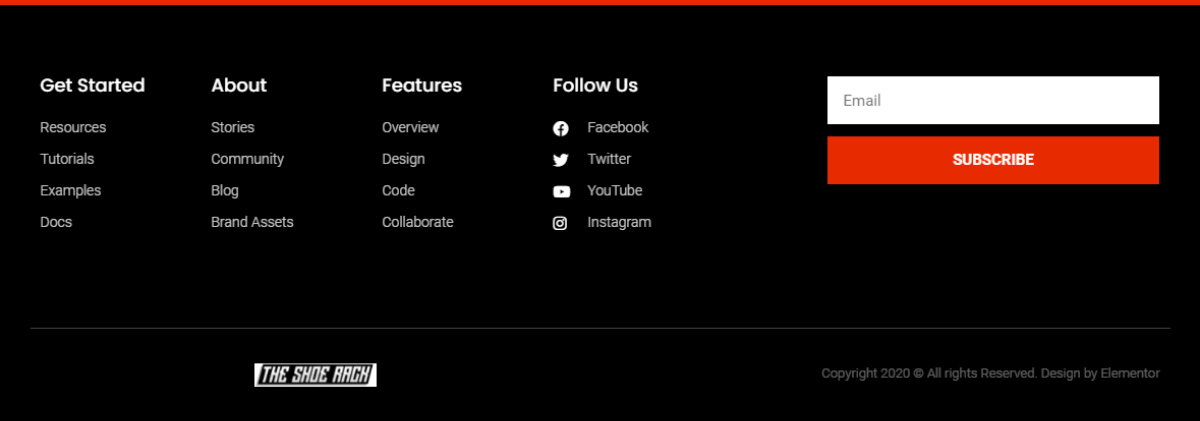 Get Started
Resources
Tutorials
Examples
Docs
About
Stories
Community
Blog
Brand Assets
Features
Overview
Design
Code
Collaborate
Follow Us
Facebook
Twitter
YouTube
Instagram
Email
SUBSCRIBE
THE SHOE
Copyright 2020 © All rights Reserved. Design by Elementor